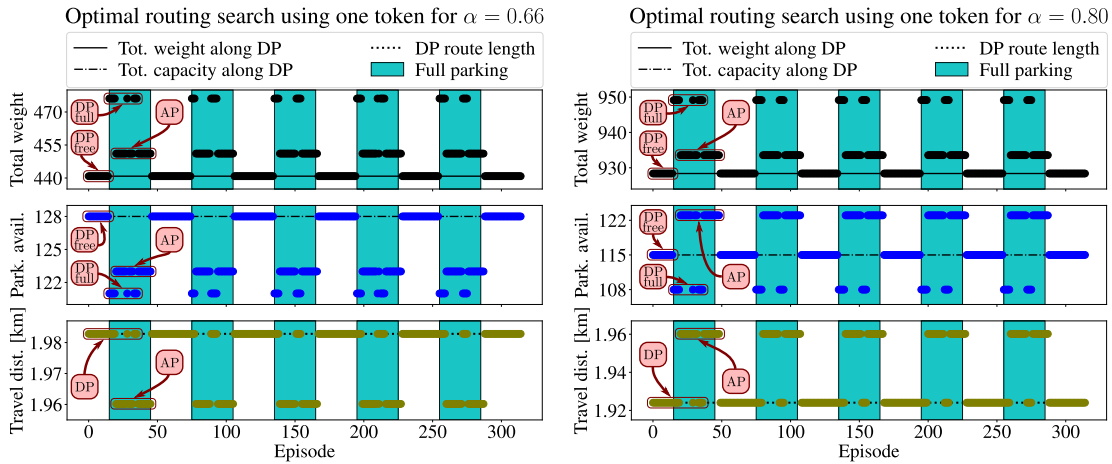 Optimal routing search using one token for α = 0.66
Tot. weight along DP
Tot. capacity along DP
DP route length
Full parking
Total weight
470
455
440
DP full
DP free
AP
Park. avail.
128
125
122
DP free
DP full
AP
Travel dist. [km]
1.98
1.97
1.96
DP
AP
0 50 100 150 200 250 300
Episode
Optimal routing search using one token for α = 0.80
Tot. weight along DP
Tot. capacity along DP
DP route length
Full parking
Total weight
950
940
930
DP full
DP free
AP
Park. avail.
122
115
108
DP free
DP full
AP
Travel dist. [km]
1.96
1.92
DP
AP
0 50 100 150 200 250 300
Episode